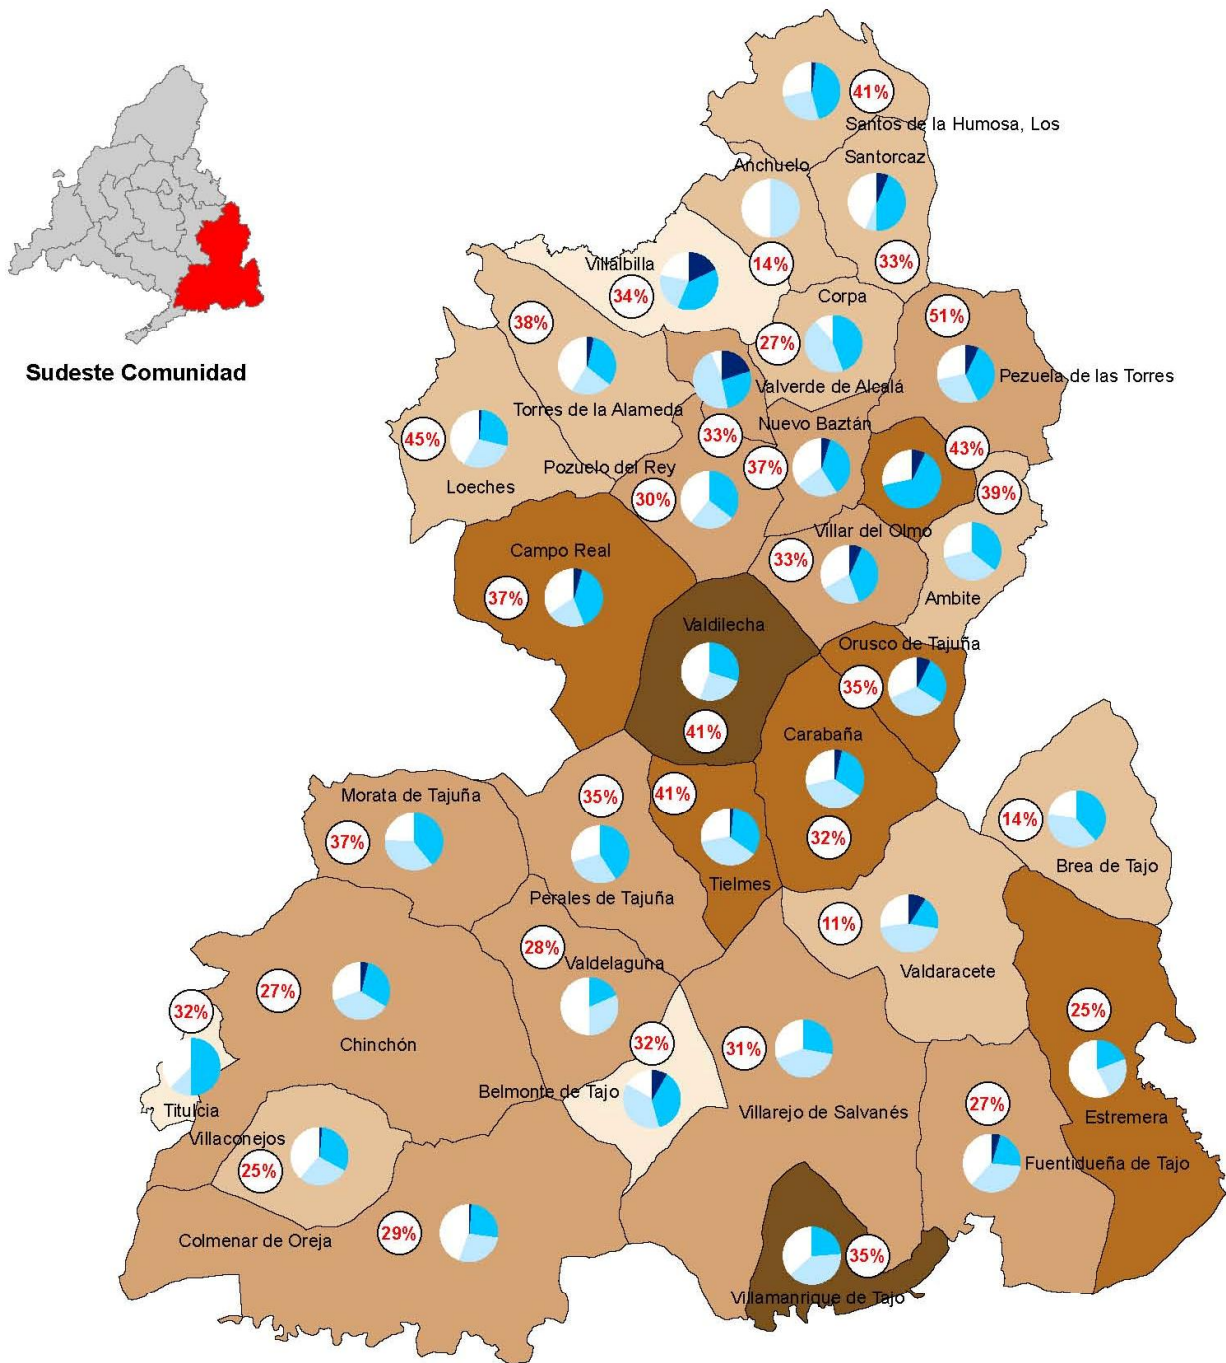 41%
Santos de la Humosa, Los
Anchuelo
Santorcaz
14%
33%
Villalbilla
34%
Corpa
27%
51%
38%
Pezuela de las Torres
Sudeste Comunidad
Valverde de Alcalá
Torres de la Alameda
Nuevo Baztán
33%
45%
37%
43%
Pozuelo del Rey
Loeches
30%
39%
Villar del Olmo
33%
Campo Real
37%
Ambite
Valdilecha
Orusco de Tajuña
35%
41%
Carabaña
32%
Morata de Tajuña
35%
41%
37%
14%
Brea de Tajo
Tielmes
Perales de Tajuña
11%
28%
Valdelaguna
Valdaracete
27%
32%
25%
Chinchón
32%
31%
Titulcia
Belmonte de Tajo
Villarejo de Salvanés
27%
Estremera
Villaconejos
25%
Fuentidueña de Tajo
29%
Colmenar de Oreja
35%
Villamanrique de Tajo